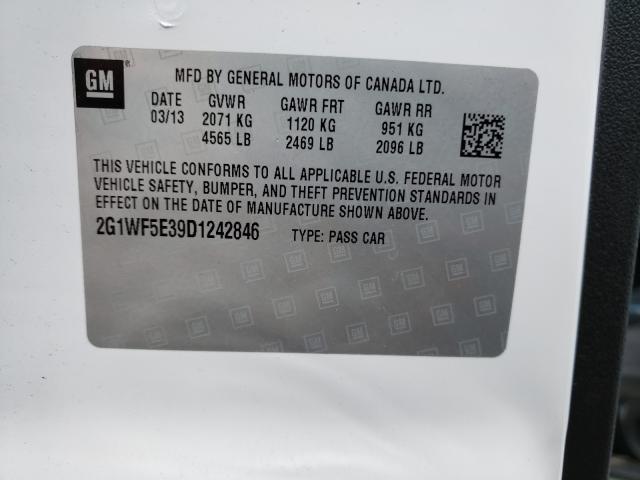 GM
MFD BY GENERAL MOTORS OF CANADA LTD.
DATE GVWR GAWR FRT GAWR RR
03/13 2071 KG 1120 KG 951 KG
4565 LB 2469 LB 2096 LB
THIS VEHICLE CONFORMS TO ALL APPLICABLE U.S. FEDERAL MOTOR
VEHICLE SAFETY, BUMPER, AND THEFT PREVENTION STANDARDS IN
EFFECT ON THE DATE OF MANUFACTURE SHOWN ABOVE.
2G1WF5E39D1242846 TYPE: PASS CAR